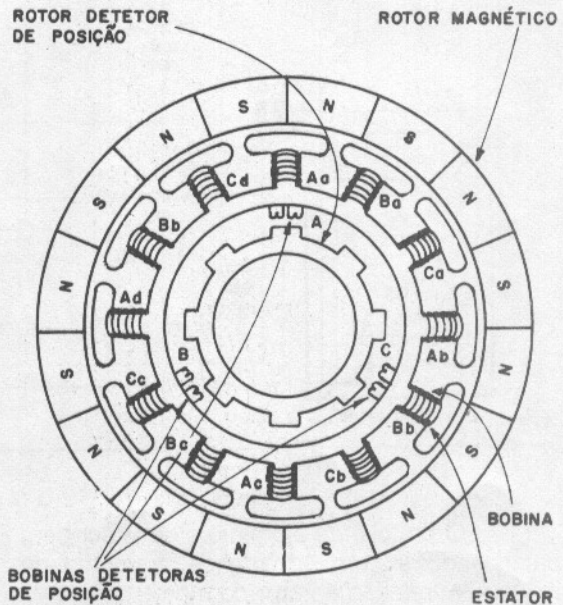 ROTOR DETETOR
DE POSIÇÃO
ROTOR MAGNÉTICO
S
N
N
S
Cd
Aa
Ba
S
N
Bb
A
Ca
N
S
Ad
Ab
S
B
C
N
Cc
Bb
N
Bc
Ac
Cb
S
S
N
S
N
BOBINA
BOBINAS DETETORAS
DE POSIÇÃO
ESTATOR